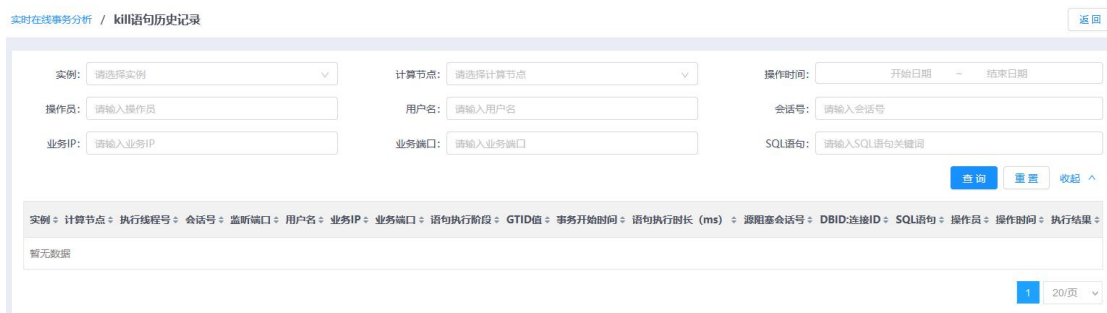 实时在线事务分析 / kill语句历史记录 返回
实例: 请选择实例 计算节点: 请选择计算节点 操作时间: 开始日期 ~ 结束日期
操作员: 请输入操作员 用户名: 请输入用户名 会话号: 请输入会话号
业务IP: 请输入业务IP 业务端口: 请输入业务端口 SQL语句: 请输入SQL语句关键词
查询 重置 收起
实例 计算节点 执行线程号 会话号 监听端口 用户名 业务IP 业务端口 语句执行阶段 GTID值 事务开始时间 语句执行时长（ms） 源阻塞会话号 DBID:连接ID SQL语句 操作员 操作时间 执行结果
暂无数据
1 20/页